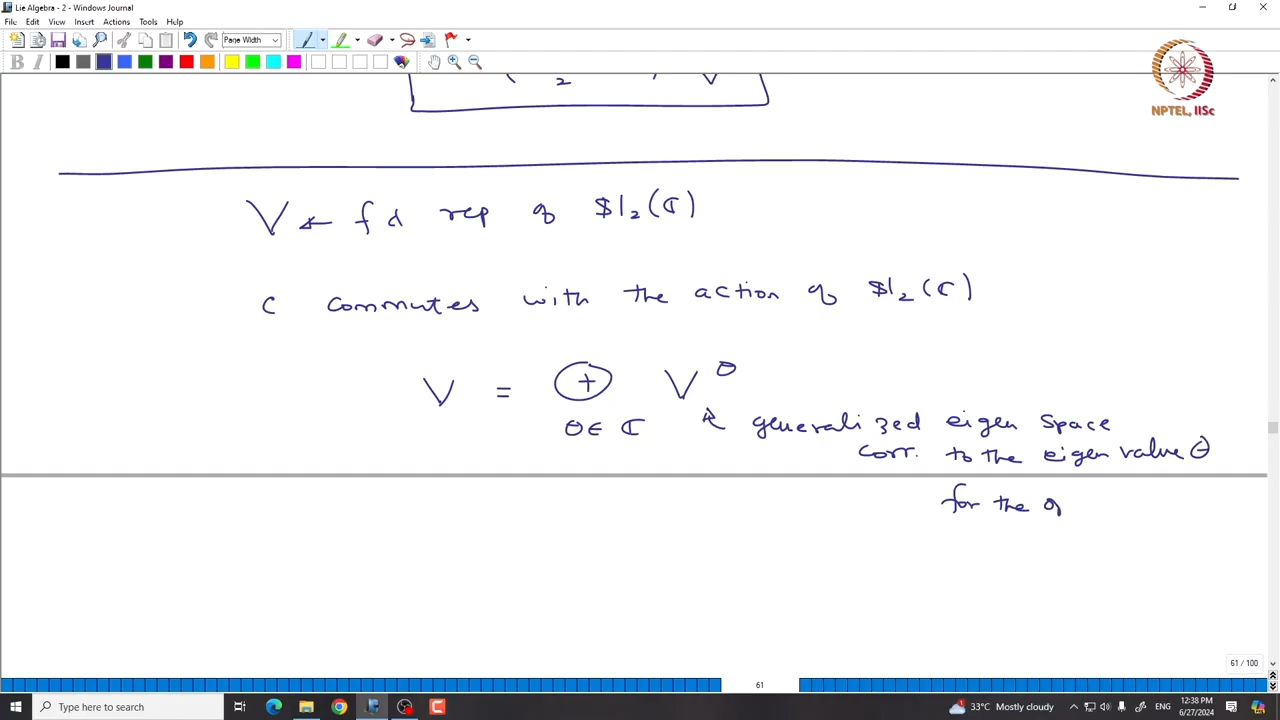 Lie Algebra - 2 - Windows Journal
File Edit View Insert Actions Tools Help
Page Width
B I
NPTEL, IISc
V ← f d rep of $l₂(ℂ)
C commutes with the action of $l₂(ℂ)
V = ⊕ V^θ
θ ∈ ℂ ↖ generalized eigen space
corr. to the eigen value θ
for the o
61 / 100
61
Type here to search
33°C Mostly cloudy
ENG
12:38 PM
6/27/2024